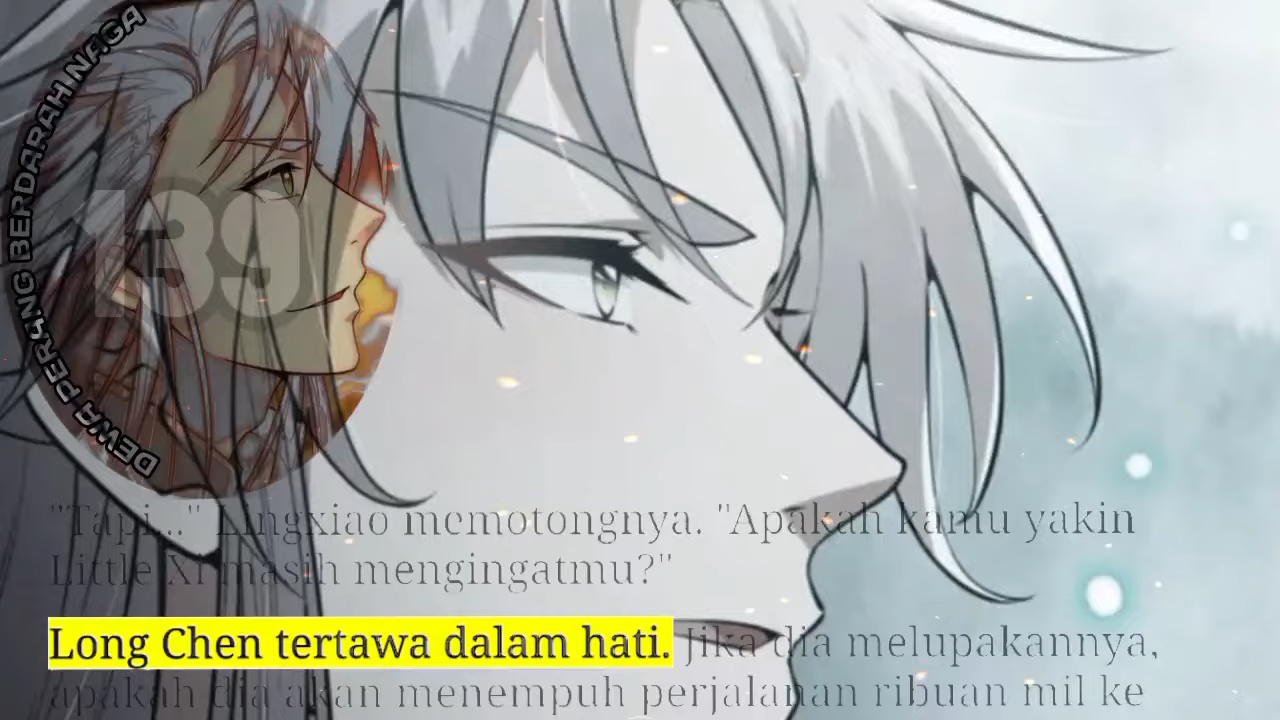 DEWA PERANG BERDARAH NAGA
139
"Tapi..." Lingxiao memotongnya. "Apakah kamu yakin
Little Xi masih mengingatmu?"
Long Chen tertawa dalam hati. Jika dia melupakannya,
apakah dia akan menempuh perjalanan ribuan mil ke